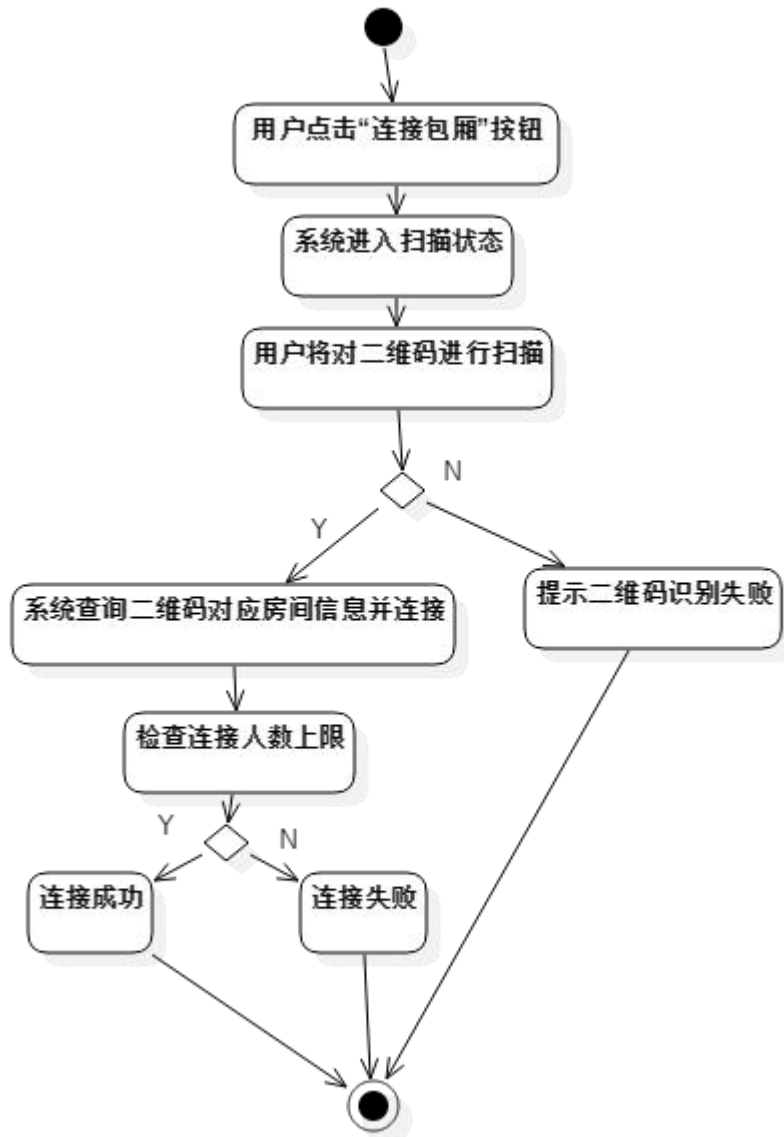 用户点击“连接包厢”按钮
系统进入扫描状态
用户将对二维码进行扫描
N
Y
系统查询二维码对应房间信息并连接
提示二维码识别失败
检查连接人数上限
Y
N
连接成功
连接失败